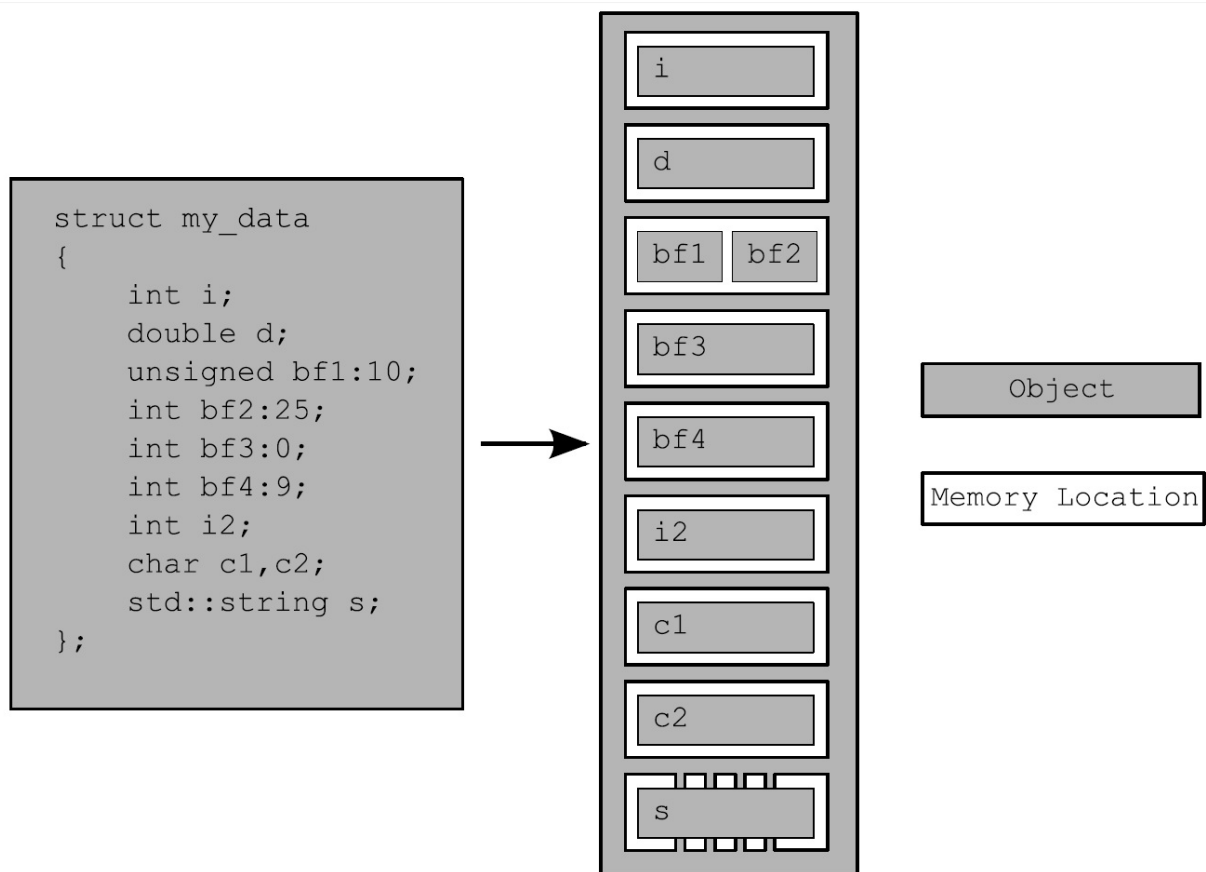 struct my_data
{
int i;
double d;
unsigned bf1:10;
int bf2:25;
int bf3:0;
int bf4:9;
int i2;
char c1,c2;
std::string s;
};
i
d
bf1 bf2
bf3
bf4
i2
c1
c2
s
Object
Memory Location